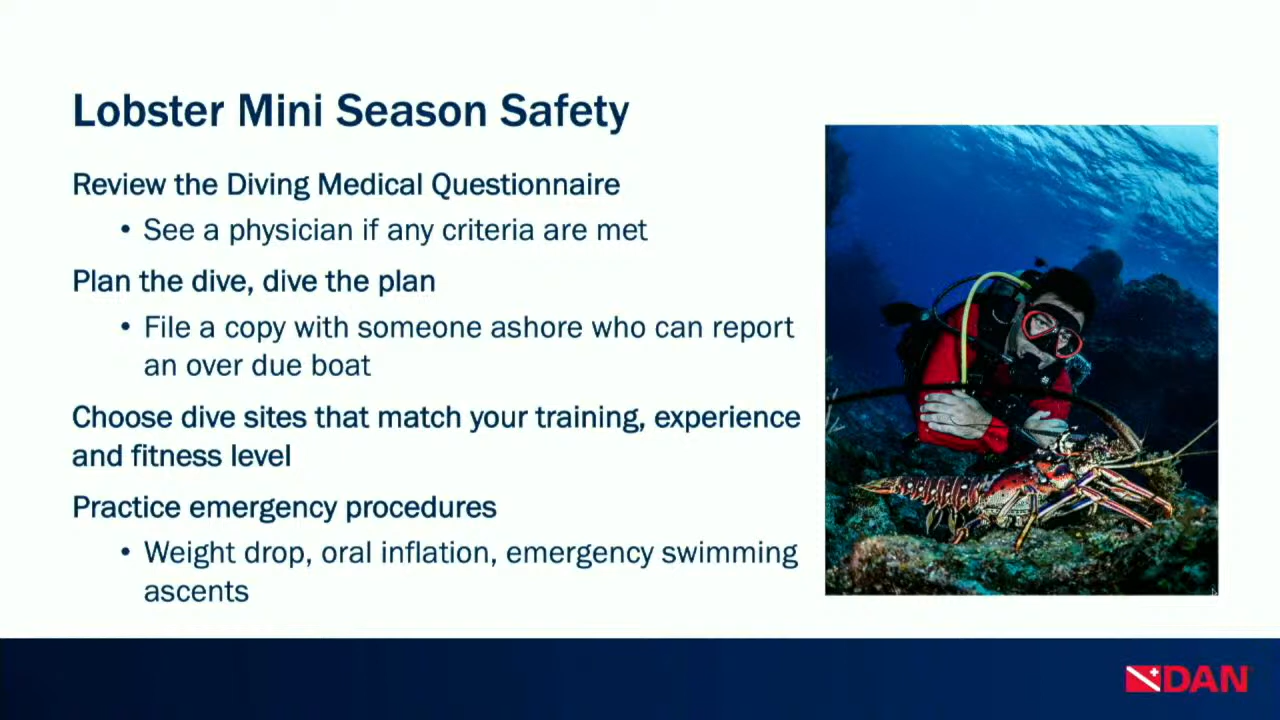 Lobster Mini Season Safety
Review the Diving Medical Questionnaire
• See a physician if any criteria are met
Plan the dive, dive the plan
• File a copy with someone ashore who can report
an over due boat
Choose dive sites that match your training, experience
and fitness level
Practice emergency procedures
• Weight drop, oral inflation, emergency swimming
ascents
DAN